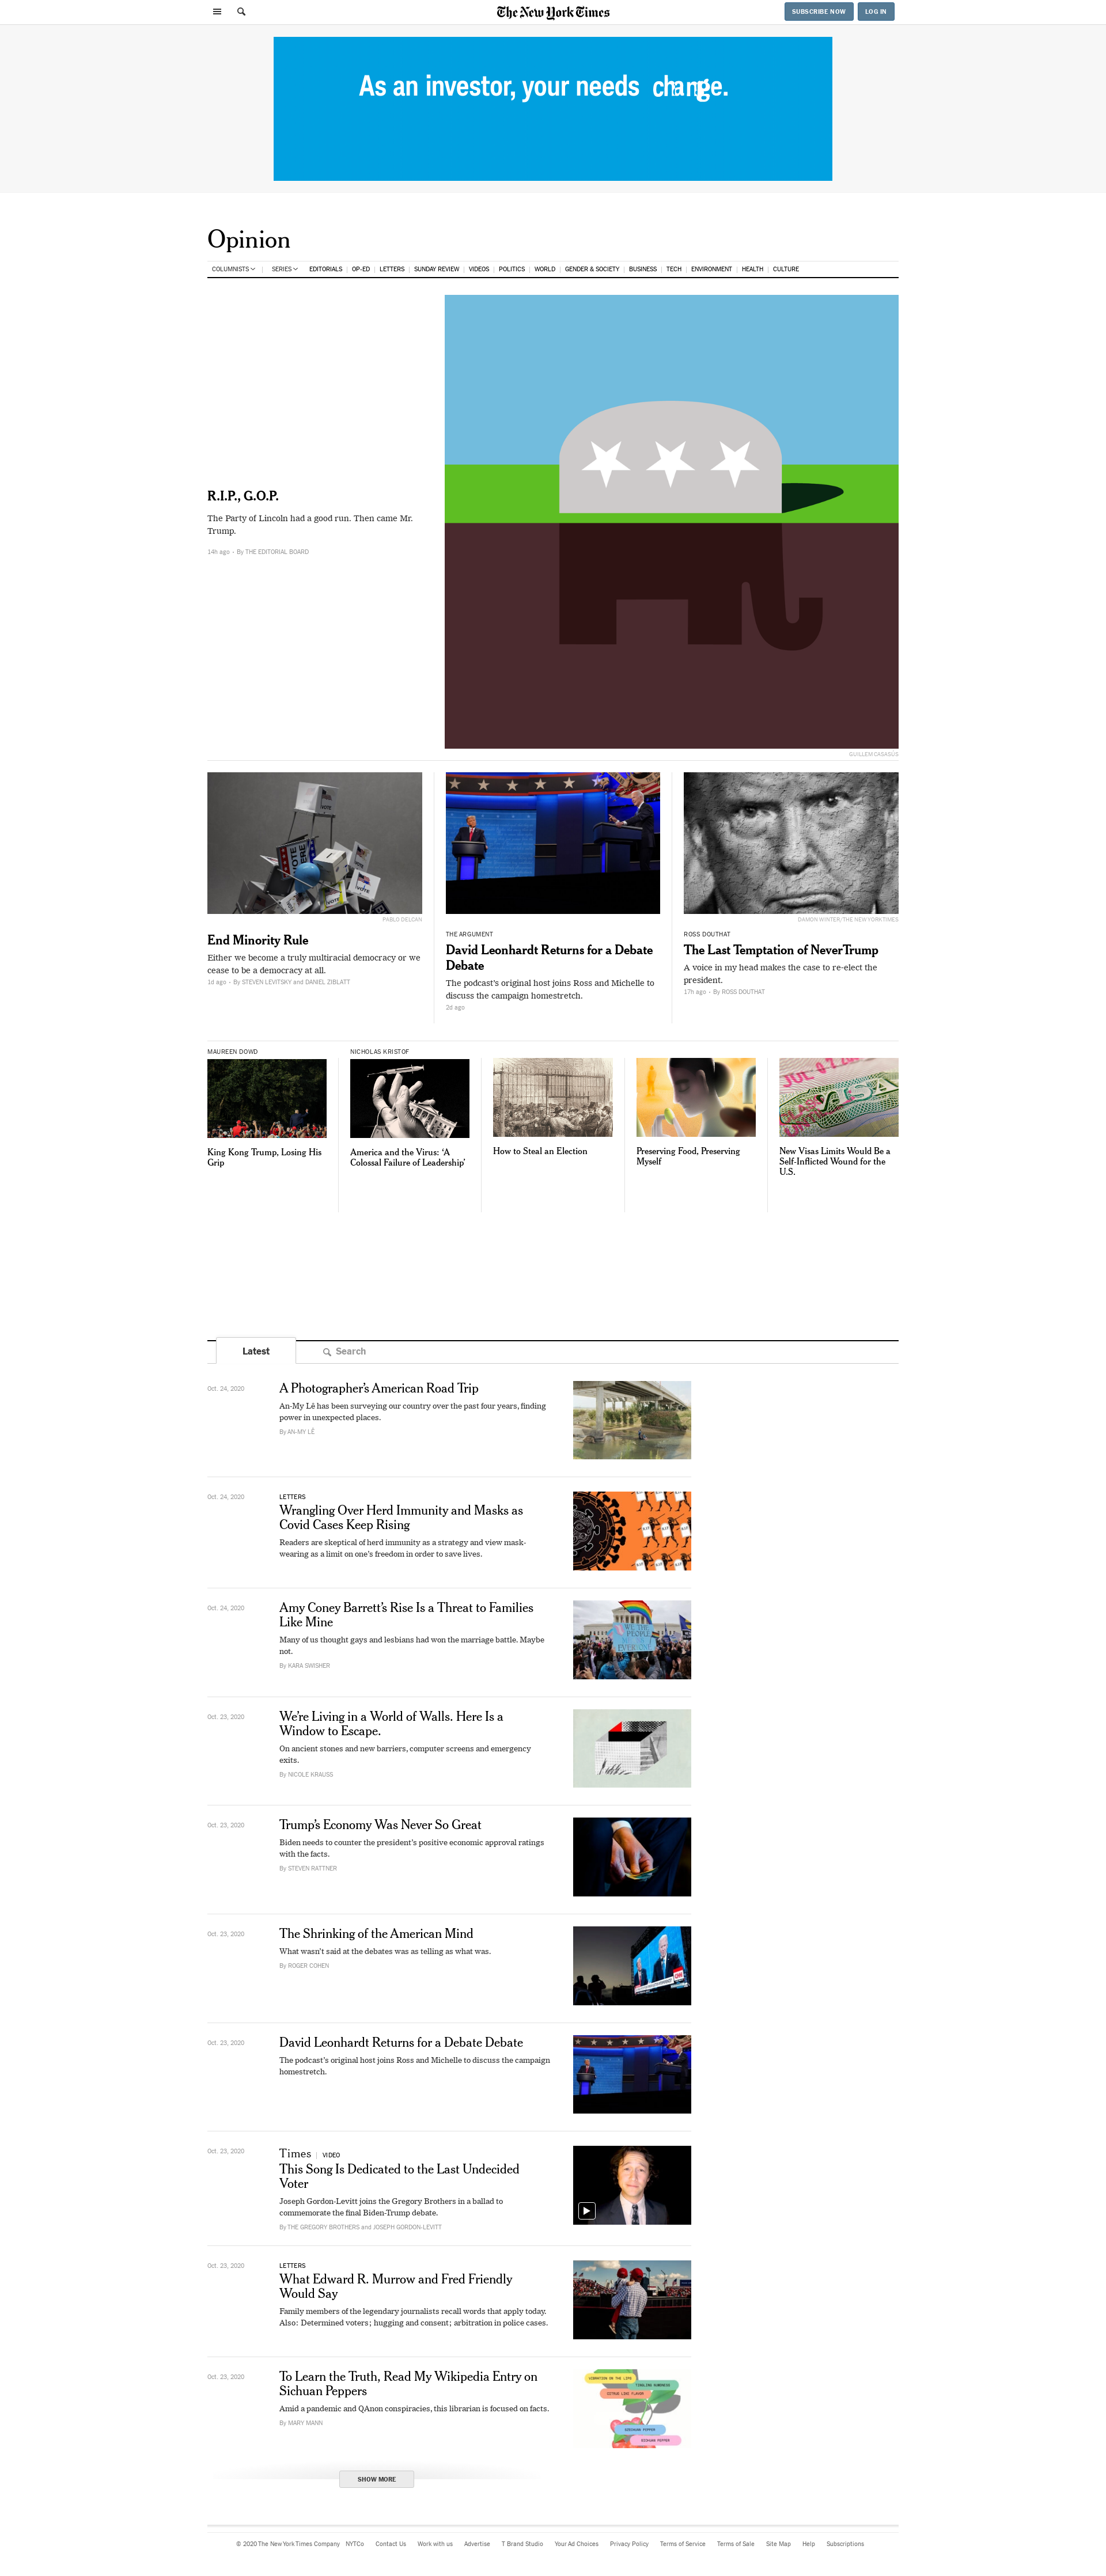 The New York Times
SUBSCRIBE NOW
LOG IN
As an investor, your needs change.
Opinion
COLUMNISTS | SERIES EDITORIALS | OP-ED | LETTERS | SUNDAY REVIEW | VIDEOS | POLITICS | WORLD | GENDER & SOCIETY | BUSINESS | TECH | ENVIRONMENT | HEALTH | CULTURE
R.I.P., G.O.P.
The Party of Lincoln had a good run. Then came Mr.
Trump.
14h ago • By THE EDITORIAL BOARD
GUILLEM CASASÚS
PABLO DELCAN
End Minority Rule
Either we become a truly multiracial democracy or we
cease to be a democracy at all.
1d ago • By STEVEN LEVITSKY and DANIEL ZIBLATT
THE ARGUMENT
David Leonhardt Returns for a Debate
Debate
The podcast's original host joins Ross and Michelle to
discuss the campaign homestretch.
2d ago
DAMON WINTER/THE NEW YORK TIMES
ROSS DOUTHAT
The Last Temptation of NeverTrump
A voice in my head makes the case to re-elect the
president.
17h ago • By ROSS DOUTHAT
MAUREEN DOWD
King Kong Trump, Losing His
Grip
NICHOLAS KRISTOF
America and the Virus: ‘A
Colossal Failure of Leadership’
How to Steal an Election
Preserving Food, Preserving
Myself
New Visas Limits Would Be a
Self-Inflicted Wound for the
U.S.
Latest
Search
Oct. 24, 2020
A Photographer’s American Road Trip
An-My Lê has been surveying our country over the past four years, finding
power in unexpected places.
By AN-MY LÊ
Oct. 24, 2020
LETTERS
Wrangling Over Herd Immunity and Masks as
Covid Cases Keep Rising
Readers are skeptical of herd immunity as a strategy and view mask-
wearing as a limit on one’s freedom in order to save lives.
Oct. 24, 2020
Amy Coney Barrett’s Rise Is a Threat to Families
Like Mine
Many of us thought gays and lesbians had won the marriage battle. Maybe
not.
By KARA SWISHER
Oct. 23, 2020
We’re Living in a World of Walls. Here Is a
Window to Escape.
On ancient stones and new barriers, computer screens and emergency
exits.
By NICOLE KRAUSS
Oct. 23, 2020
Trump’s Economy Was Never So Great
Biden needs to counter the president’s positive economic approval ratings
with the facts.
By STEVEN RATTNER
Oct. 23, 2020
The Shrinking of the American Mind
What wasn’t said at the debates was as telling as what was.
By ROGER COHEN
Oct. 23, 2020
David Leonhardt Returns for a Debate Debate
The podcast’s original host joins Ross and Michelle to discuss the campaign
homestretch.
Oct. 23, 2020
Times | VIDEO
This Song Is Dedicated to the Last Undecided
Voter
Joseph Gordon-Levitt joins the Gregory Brothers in a ballad to
commemorate the final Biden-Trump debate.
By THE GREGORY BROTHERS and JOSEPH GORDON-LEVITT
Oct. 23, 2020
LETTERS
What Edward R. Murrow and Fred Friendly
Would Say
Family members of the legendary journalists recall words that apply today.
Also: Determined voters; hugging and consent; arbitration in police cases.
Oct. 23, 2020
To Learn the Truth, Read My Wikipedia Entry on
Sichuan Peppers
Amid a pandemic and QAnon conspiracies, this librarian is focused on facts.
By MARY MANN
SHOW MORE
© 2020 The New York Times Company NYTCo Contact Us Work with us Advertise T Brand Studio Your Ad Choices Privacy Policy Terms of Service Terms of Sale Site Map Help Subscriptions